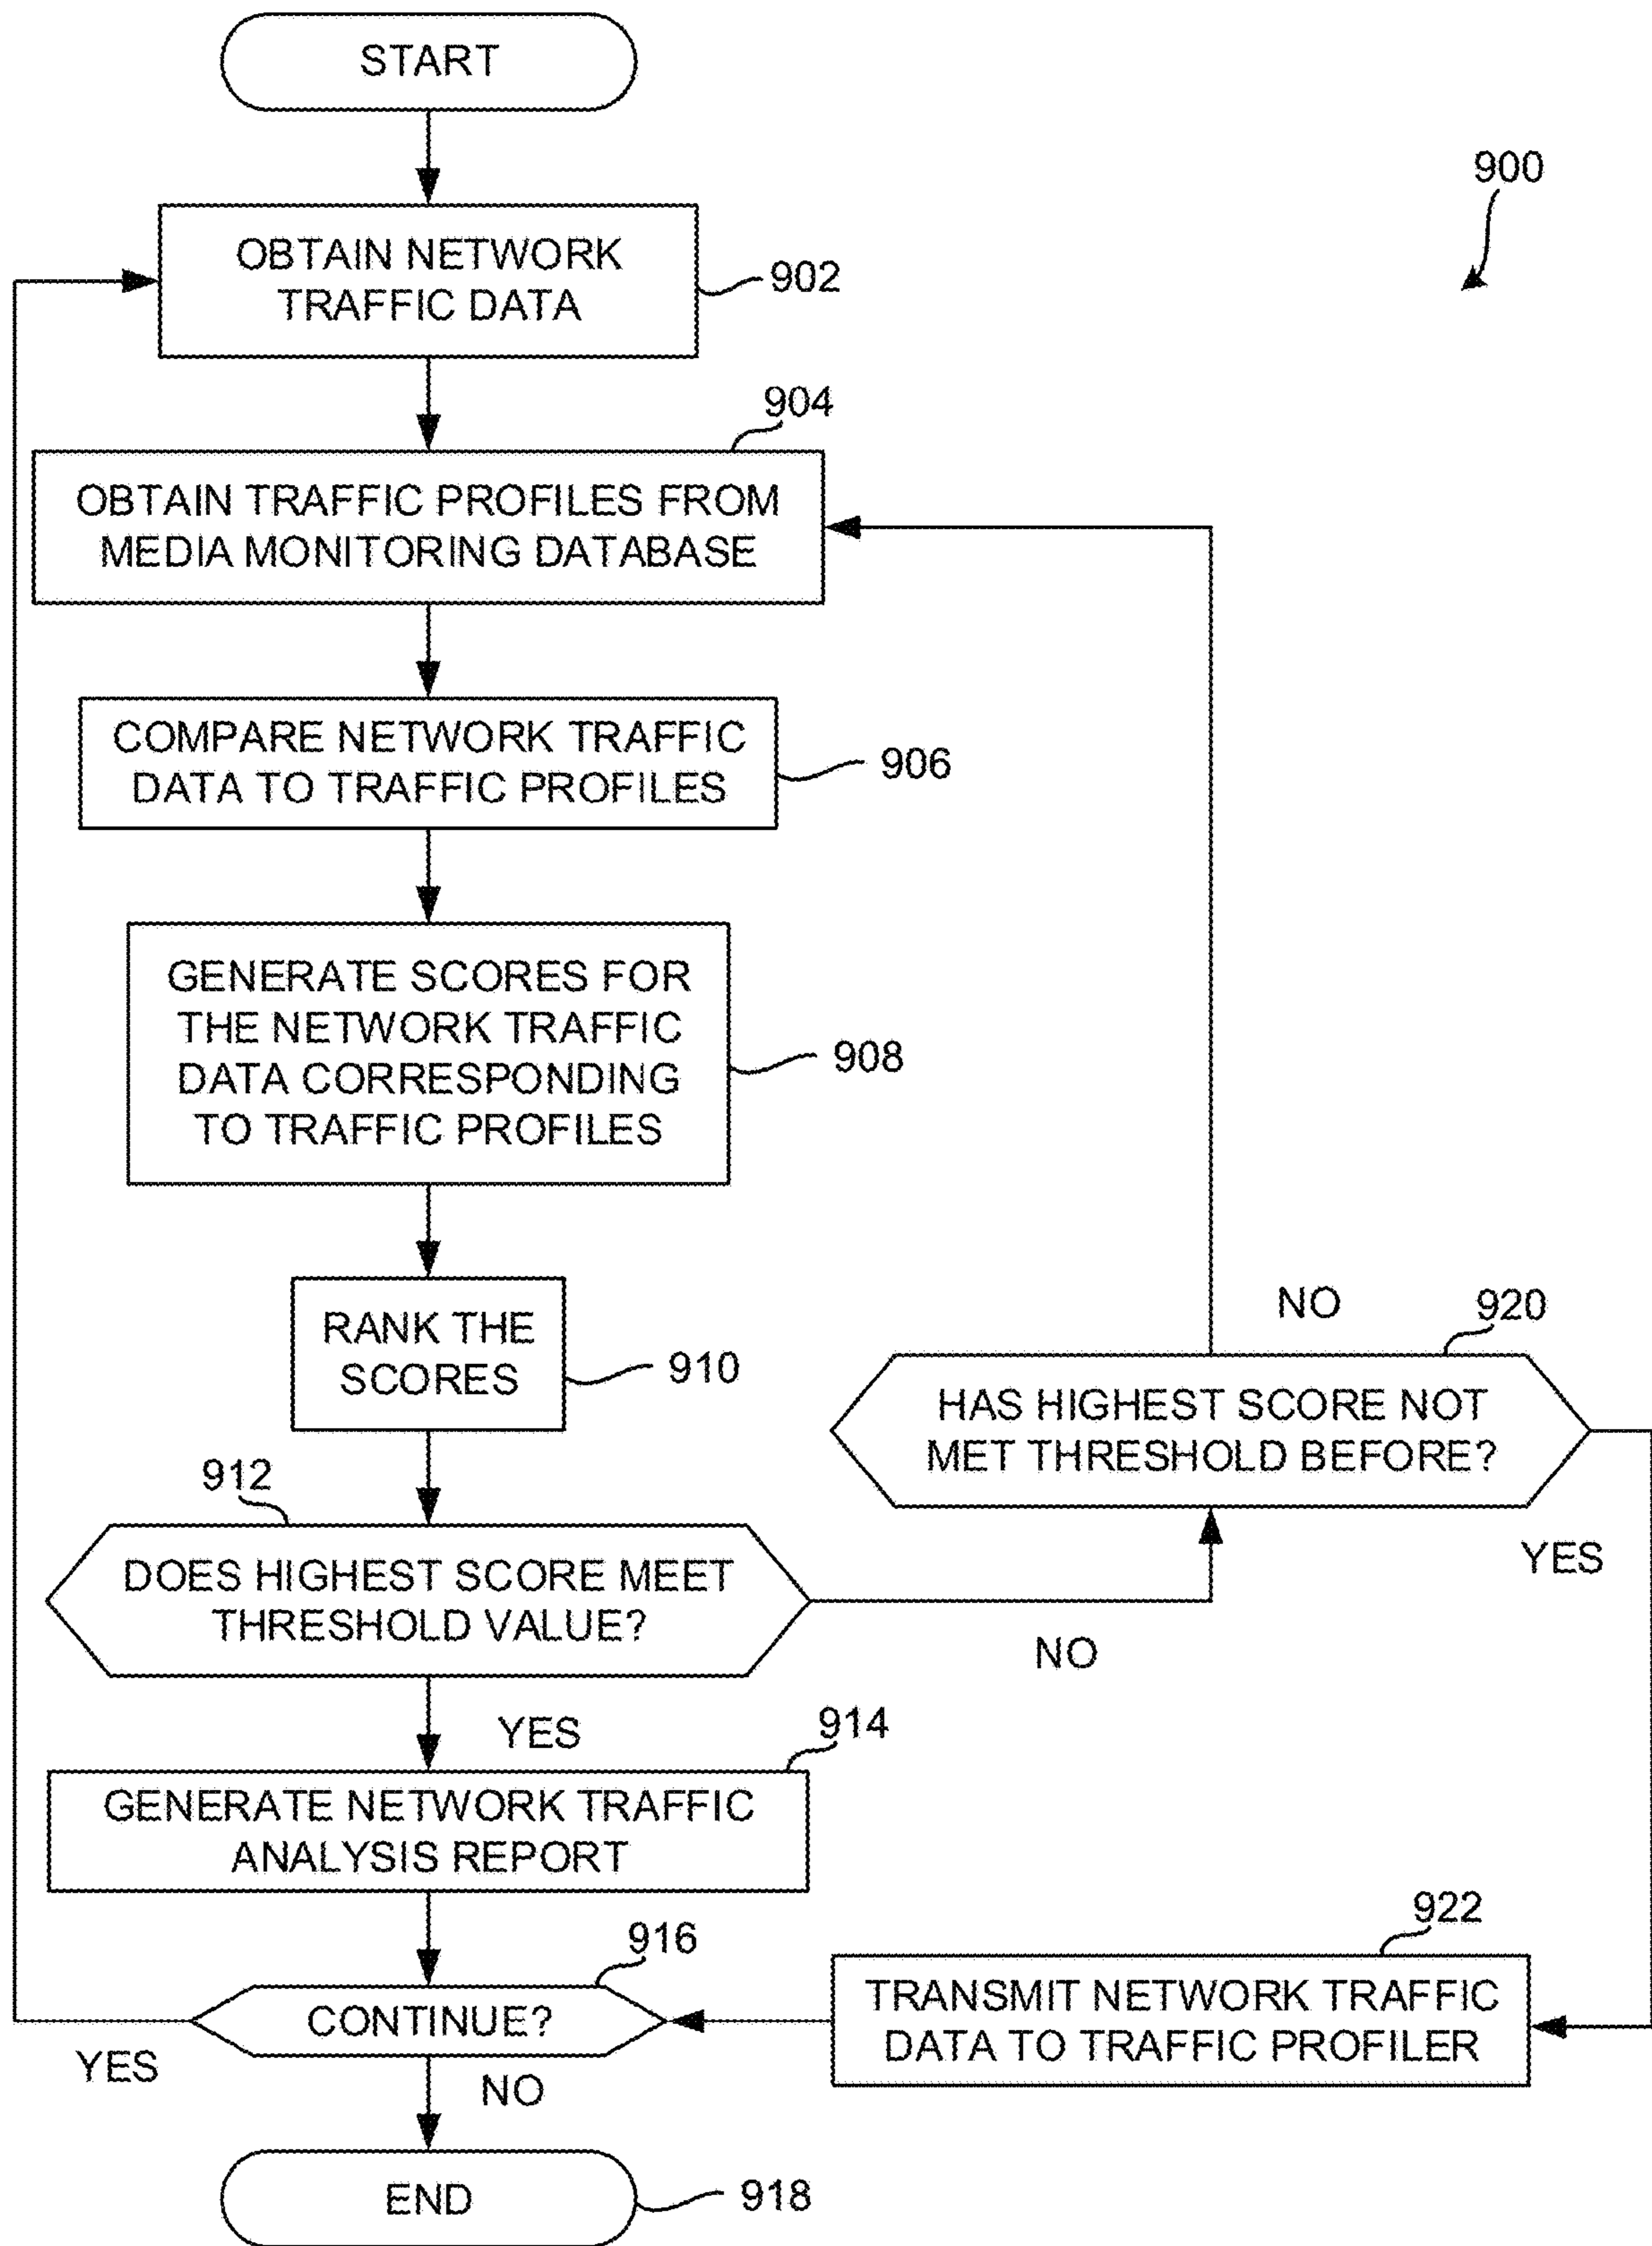 START
900
OBTAIN NETWORK
TRAFFIC DATA
902
904
OBTAIN TRAFFIC PROFILES FROM
MEDIA MONITORING DATABASE
COMPARE NETWORK TRAFFIC
DATA TO TRAFFIC PROFILES
906
GENERATE SCORES FOR
THE NETWORK TRAFFIC
DATA CORRESPONDING
TO TRAFFIC PROFILES
908
RANK THE
SCORES
910
NO
920
HAS HIGHEST SCORE NOT
MET THRESHOLD BEFORE?
YES
912
DOES HIGHEST SCORE MEET
THRESHOLD VALUE?
NO
YES
914
GENERATE NETWORK TRAFFIC
ANALYSIS REPORT
916
CONTINUE?
YES
NO
922
TRANSMIT NETWORK TRAFFIC
DATA TO TRAFFIC PROFILER
END
918